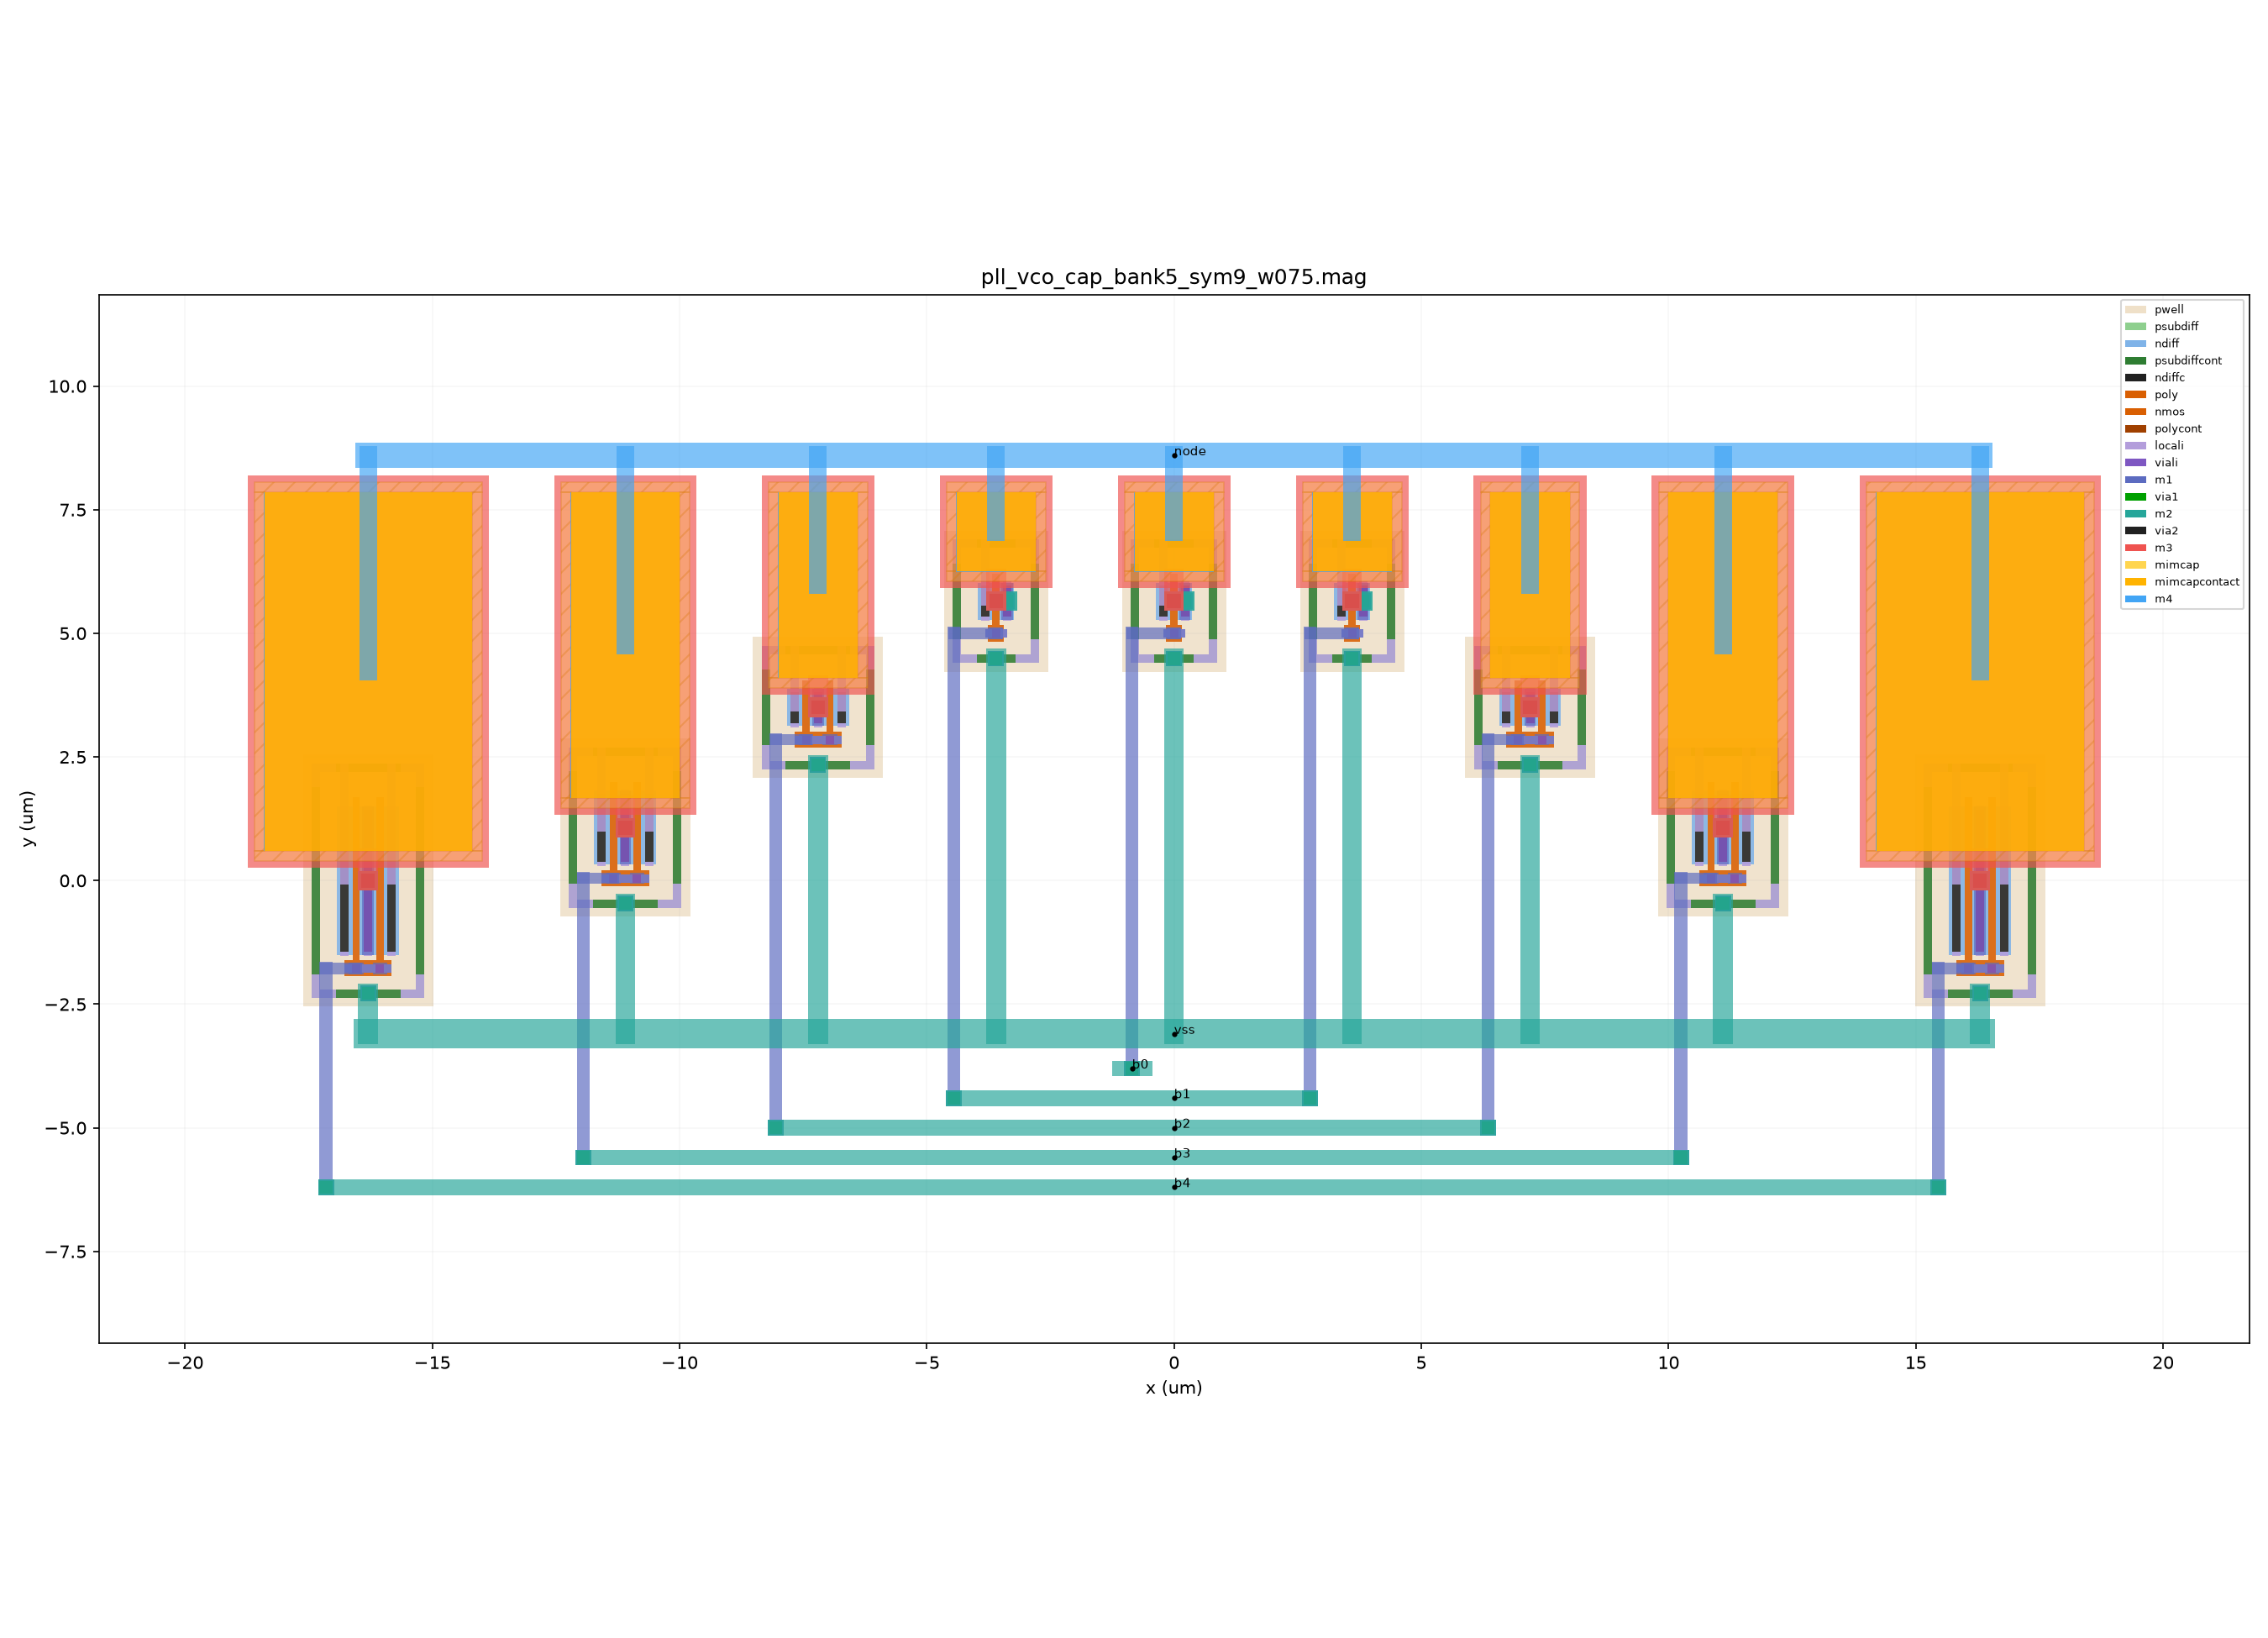 pll_vco_cap_bank5_sym9_w075.mag
pwell
psubdiff
ndiff
psubdiffcont
ndiffc
poly
nmos
polycont
locali
viali
m1
via1
m2
via2
m3
mimcap
mimcapcontact
m4
10.0
7.5
5.0
2.5
0.0
−2.5
−5.0
−7.5
y (um)
node
vss
b0
b1
b2
b3
b4
−20
−15
−10
−5
0
5
10
15
20
x (um)